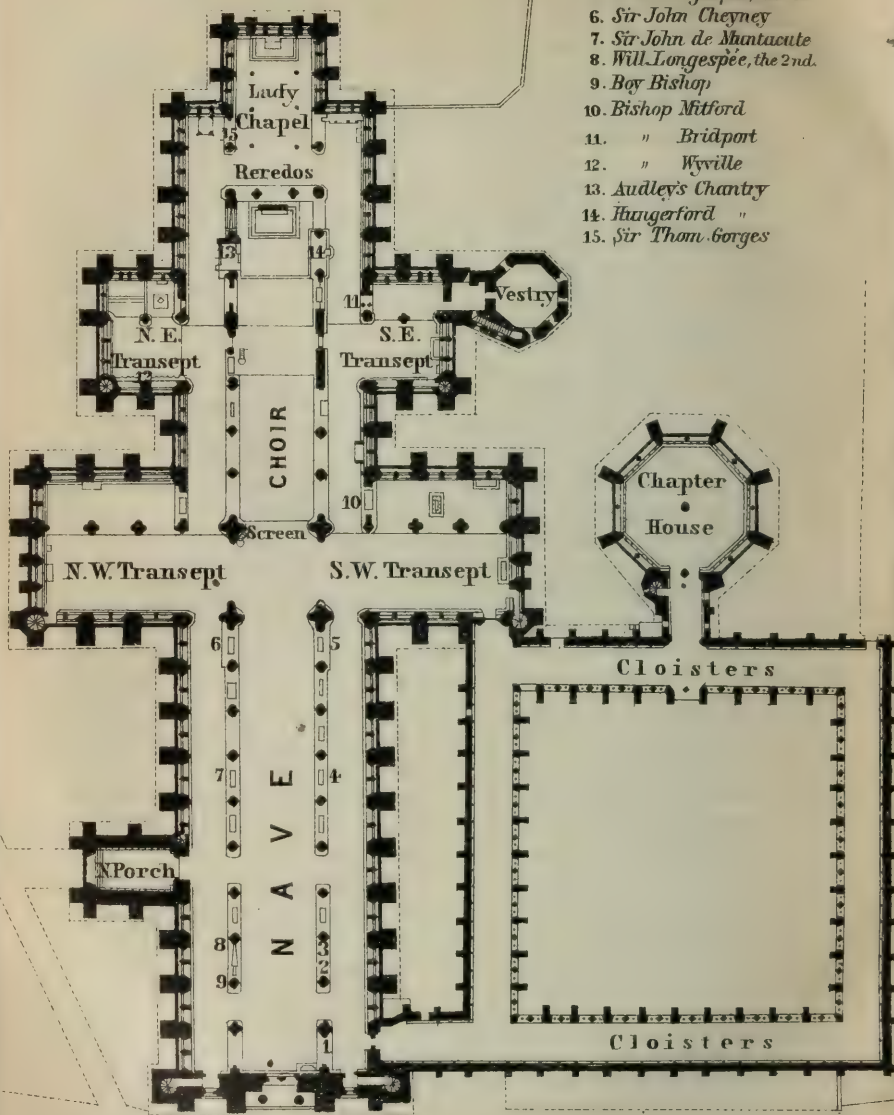 6. Sir John Cheyney
7. Sir John de Muntacute
8. Will. Longespée, the 2nd.
9. Boy Bishop
10. Bishop Mitford
11. " Bridport
12. " Wyville
13. Audley's Chantry
14. Hungerford "
15. Sir Thom. Gorges
Lady
Chapel
15
Reredos
13
14
11
Vestry
N.E.
Transept
12
S.E.
Transept
CHOIR
10
Chapter
House
Screen
N.W. Transept
S.W. Transept
6
5
Cloisters
7
4
NAVE
N.Porch
8
3
2
9
1
Cloisters